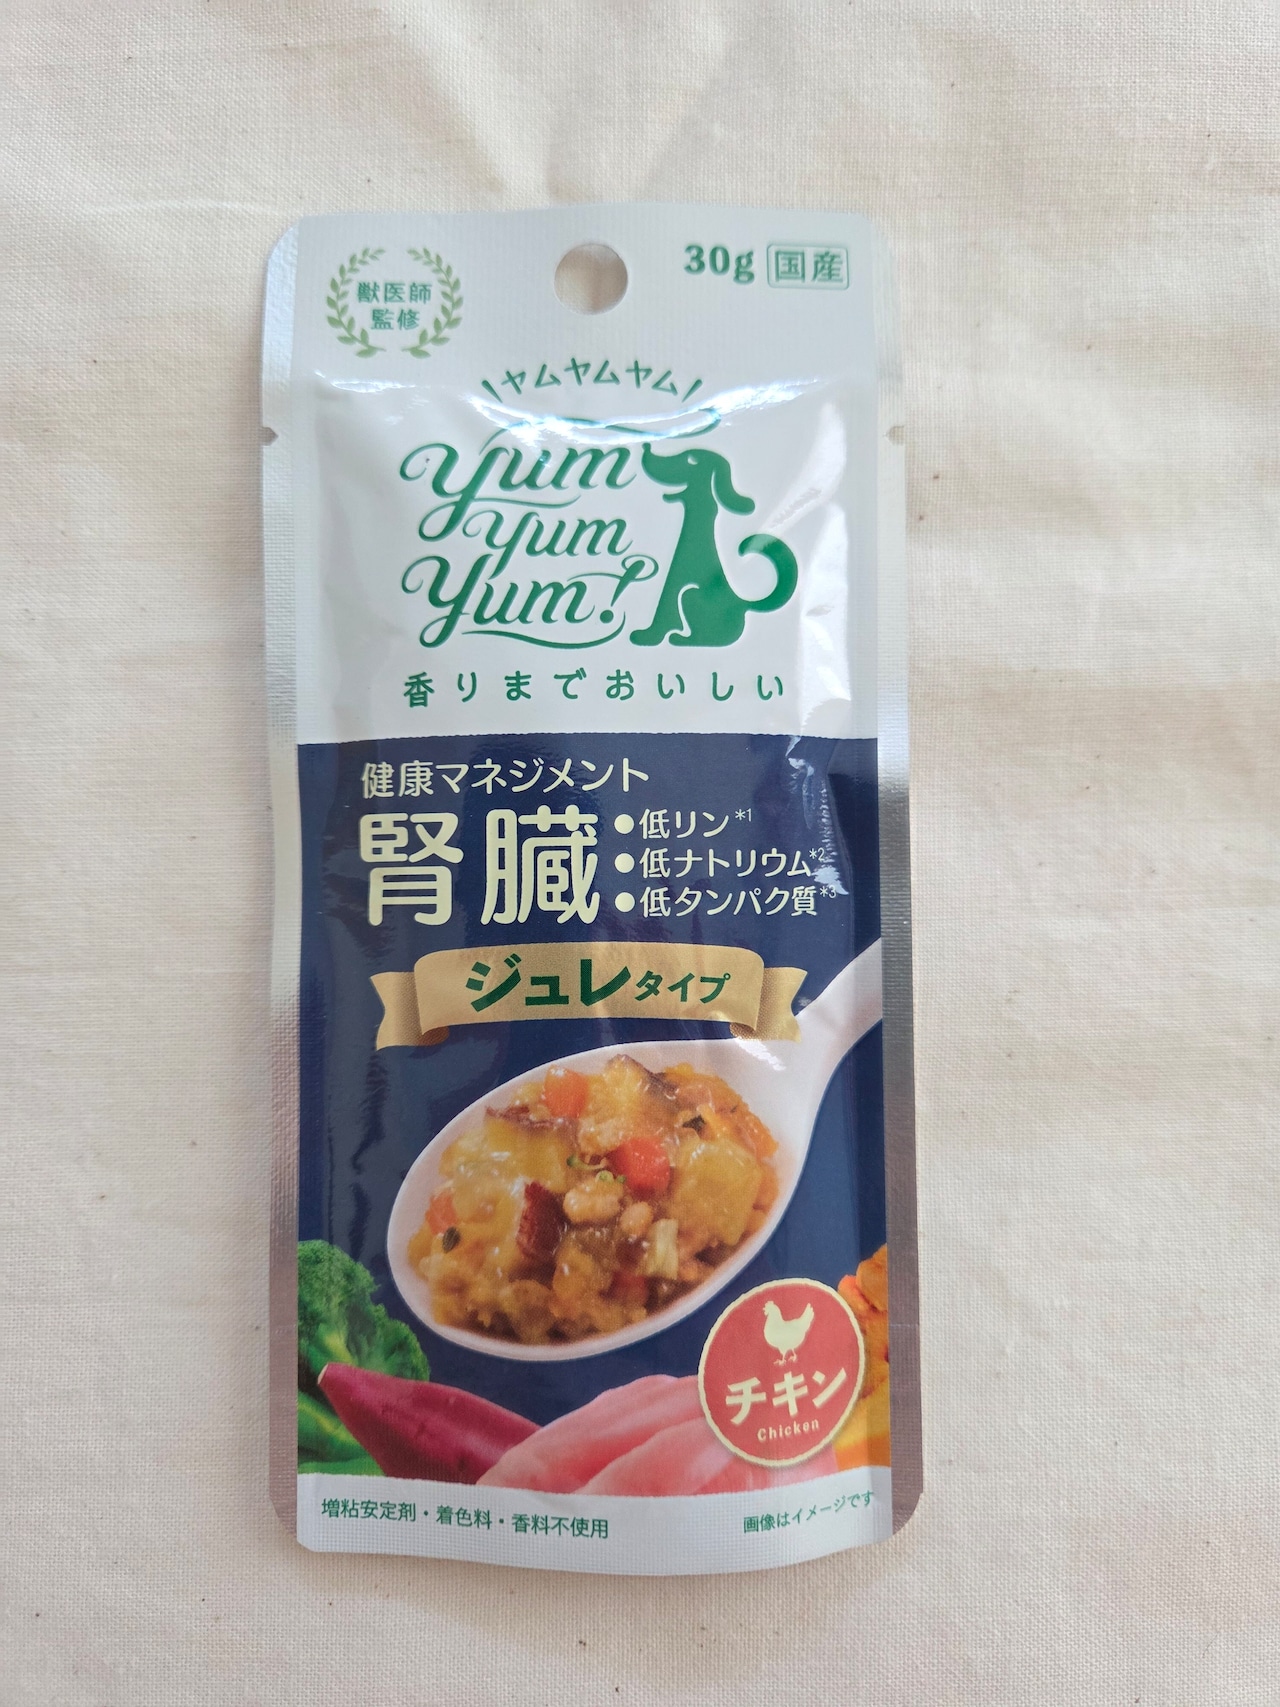 獣医師
監修
30g 国産
ヤムヤムヤム!
yum
yum
yum!
香りまでおいしい
健康マネジメント
腎臓
●低リン*1
●低ナトリウム*2
●低タンパク質*3
ジュレタイプ
チキン
Chicken
増粘安定剤・着色料・香料不使用
画像はイメージです